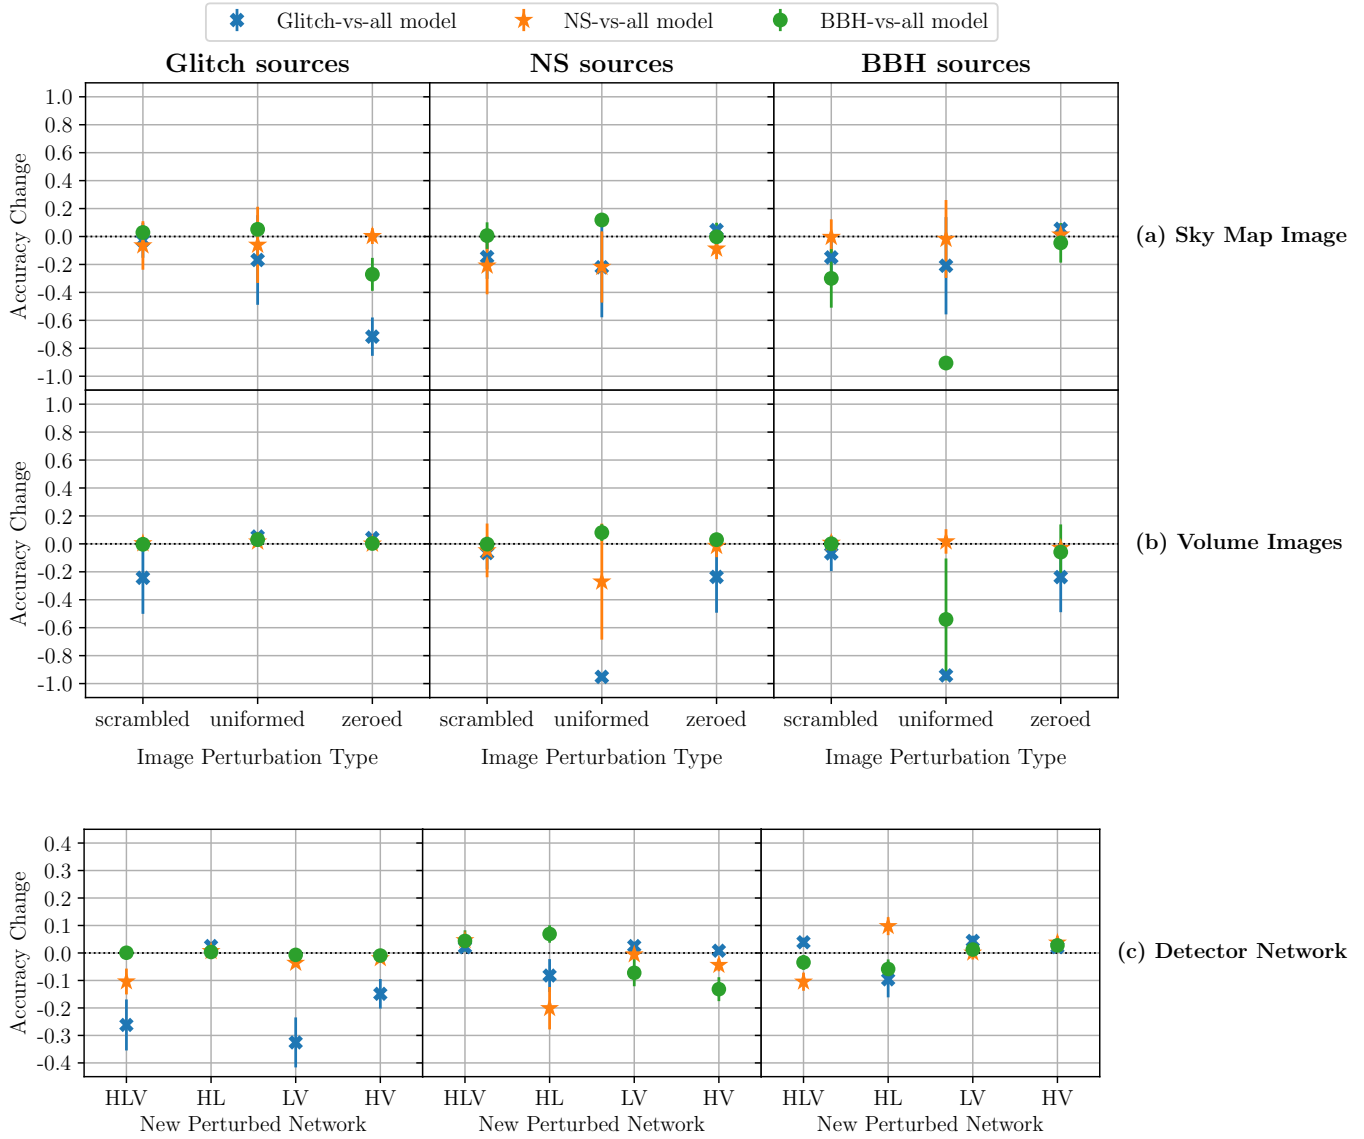 Glitch-vs-all model NS-vs-all model BBH-vs-all model
Glitch sources NS sources BBH sources
1.0
0.8
0.6
0.4
0.2
0.0
-0.2
-0.4
-0.6
-0.8
-1.0
Accuracy Change
(a) Sky Map Image
1.0
0.8
0.6
0.4
0.2
0.0
-0.2
-0.4
-0.6
-0.8
-1.0
Accuracy Change
(b) Volume Images
scrambled uniformed zeroed scrambled uniformed zeroed scrambled uniformed zeroed
Image Perturbation Type Image Perturbation Type Image Perturbation Type
0.4
0.3
0.2
0.1
0.0
-0.1
-0.2
-0.3
-0.4
Accuracy Change
(c) Detector Network
HLV HL LV HV HLV HL LV HV HLV HL LV HV
New Perturbed Network New Perturbed Network New Perturbed Network